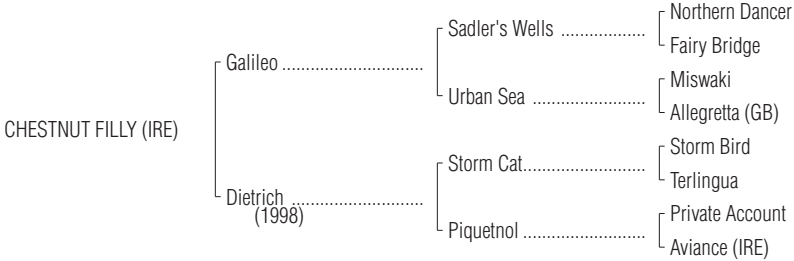 Northern Dancer
Sadler's Wells ..................
Fairy Bridge
Galileo ..............................
Miswaki
Urban Sea ........................
Allegretta (GB)
CHESTNUT FILLY (IRE)
Storm Bird
Storm Cat..........................
Terlingua
Dietrich ............................
(1998)
Private Account
Piquetnol ..........................
Aviance (IRE)